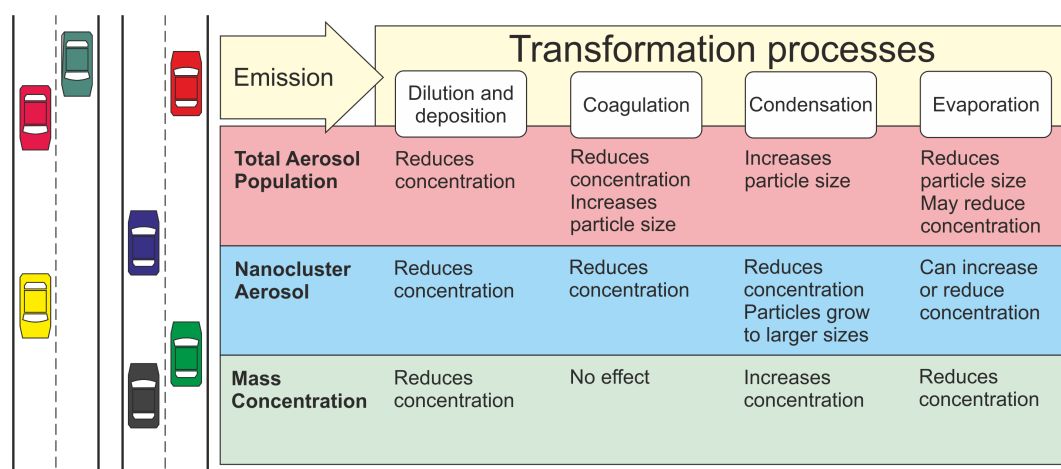 Transformation processes
Emission
Dilution and
deposition
Coagulation
Condensation
Evaporation
Total Aerosol
Population
Reduces
concentration
Reduces
concentration
Increases
particle size
Increases
particle size
Reduces
particle size
May reduce
concentration
Nanocluster
Aerosol
Reduces
concentration
Reduces
concentration
Reduces
concentration
Particles grow
to larger sizes
Can increase
or reduce
concentration
Mass
Concentration
Reduces
concentration
No effect
Increases
concentration
Reduces
concentration